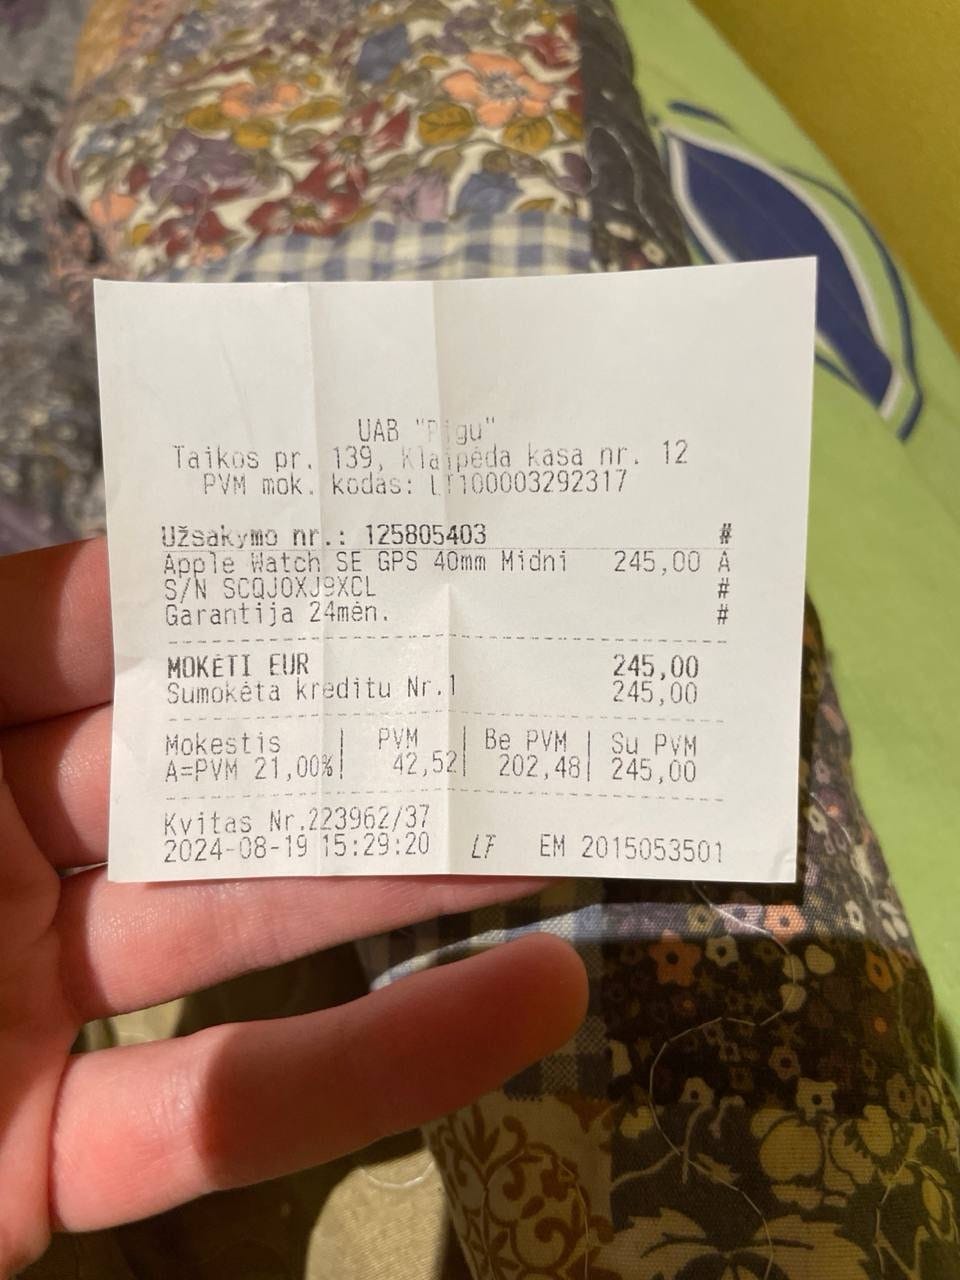 UAB "Pigu"
Taikos pr. 139, Klaipėda kasa nr. 12
PVM mok. kodas: LT100003292317
Užsakymo nr.: 125805403 #
Apple Watch SE GPS 40mm Midni 245,00 A
S/N SCQJ0XJ9XCL #
Garantija 24mėn. #
MOKĖTI EUR 245,00
Sumokėta kreditu Nr.1 245,00
Mokestis | PVM | Be PVM | Su PVM
A=PVM 21,00%| 42,52| 202,48| 245,00
Kvitas Nr.223962/37
2024-08-19 15:29:20 LF EM 2015053501